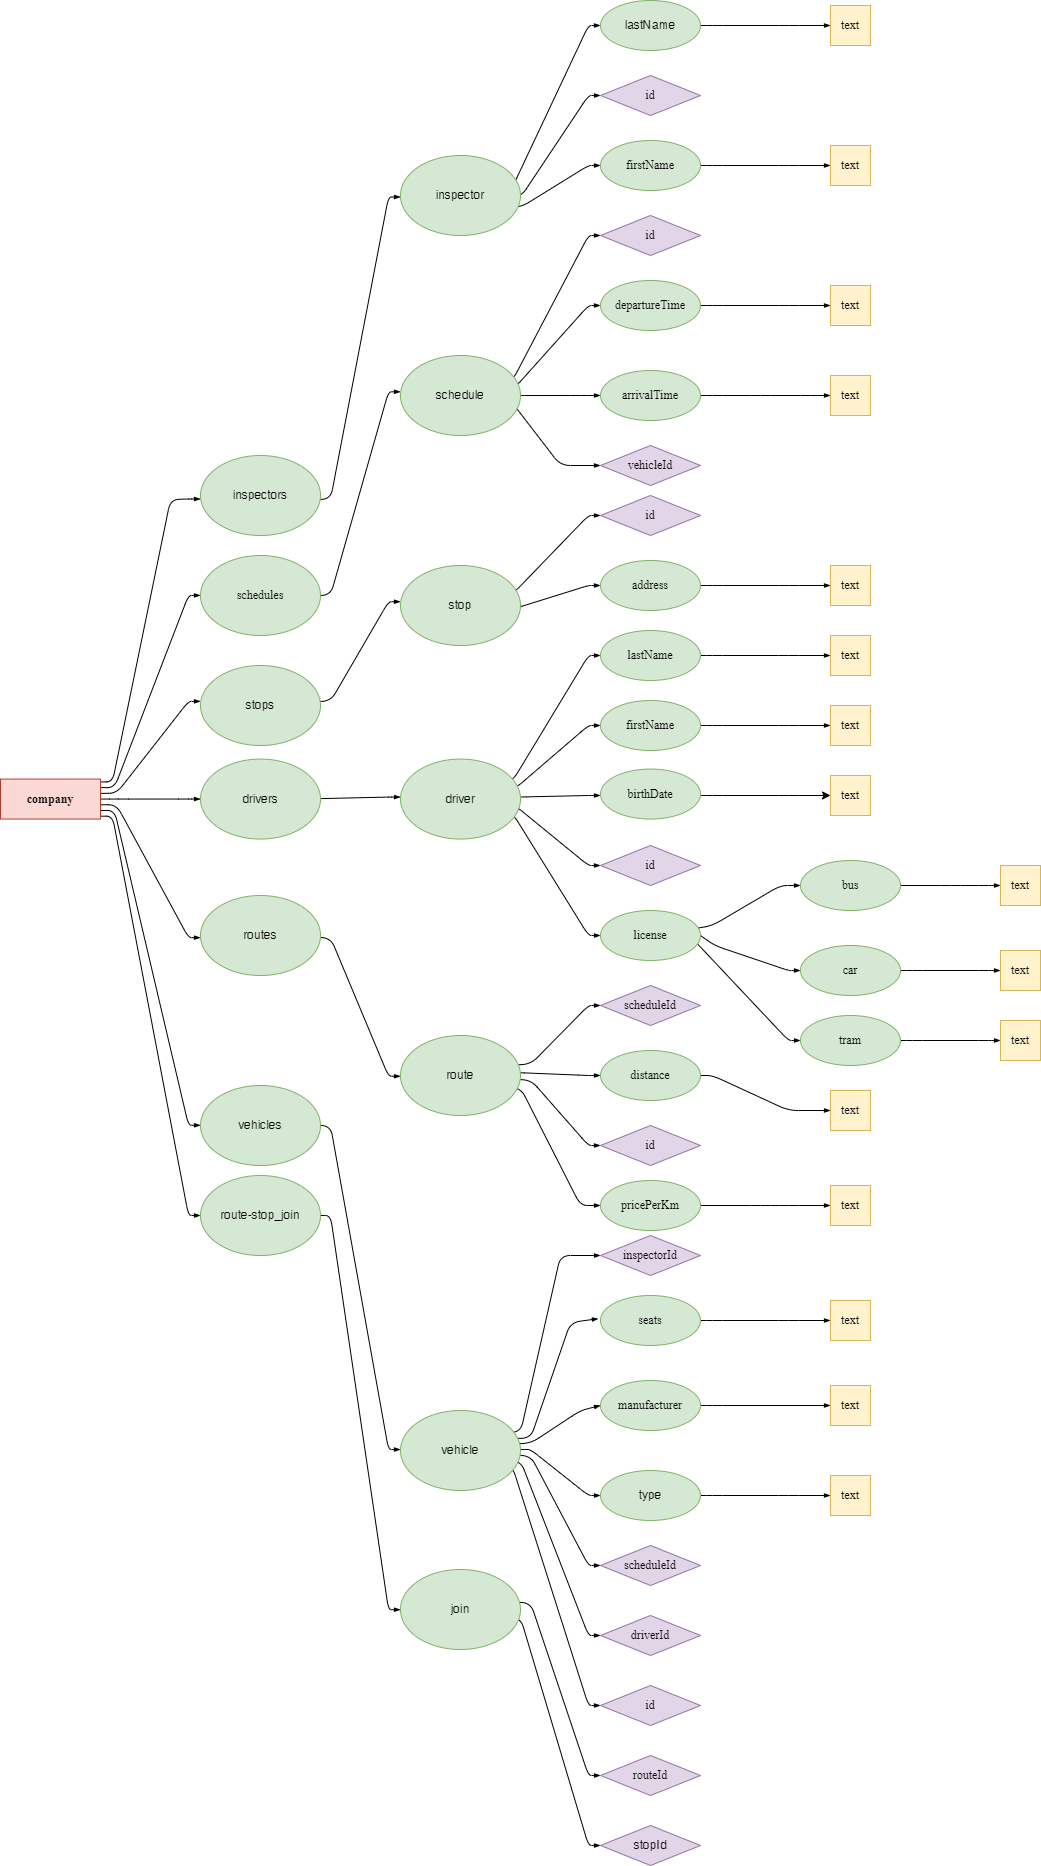 lastName
text
id
inspector
firstName
text
id
departureTime
text
schedule
arrivalTime
text
vehicleId
inspectors
id
schedules
stop
address
text
lastName
text
stops
firstName
text
company
drivers
driver
birthDate
text
id
bus
text
routes
license
car
text
scheduleId
tram
text
route
distance
text
vehicles
id
route-stop_join
pricePerKm
text
inspectorId
seats
text
manufacturer
text
vehicle
type
text
scheduleId
join
driverId
id
routeId
stopId